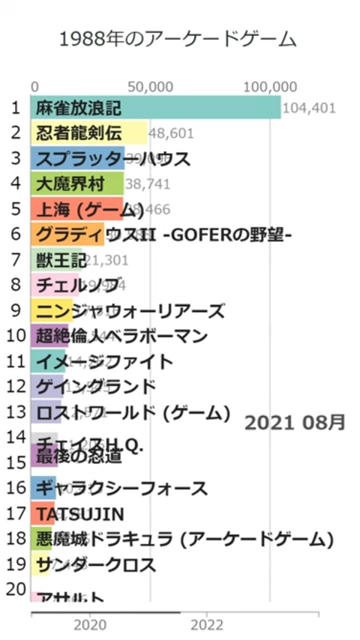 1988年のアーケードゲーム
0 50,000 100,000
1 麻雀放浪記 104,401
2 忍者龍剣伝 48,601
3 スプラッターハウス
4 大魔界村 38,741
5 上海 (ゲーム)
6 グラディウスII -GOFERの野望-
7 獣王記 21,301
8 チェルノブ
9 ニンジャウォーリアーズ
10 超絶倫人ベラボーマン
11 イメージファイト
12 ゲイングランド
13 ロストワールド (ゲーム)
2021 08月
14 チェイスH.Q.
15 最後の忍道
16 ギャラクシーフォース
17 TATSUJIN
18 悪魔城ドラキュラ (アーケードゲーム)
19 サンダークロス
20 アサルト
2020 2022